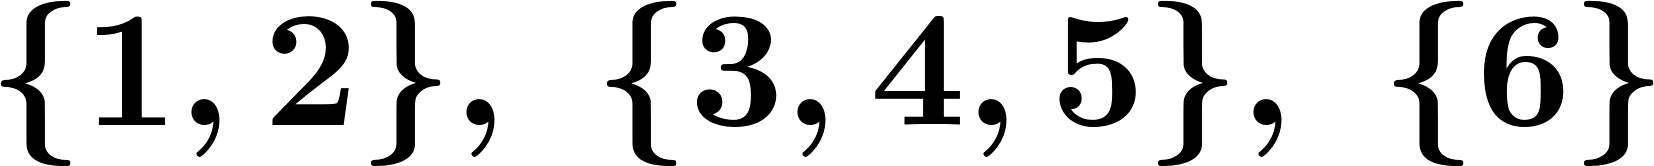 {1, 2}, {3, 4, 5}, {6}